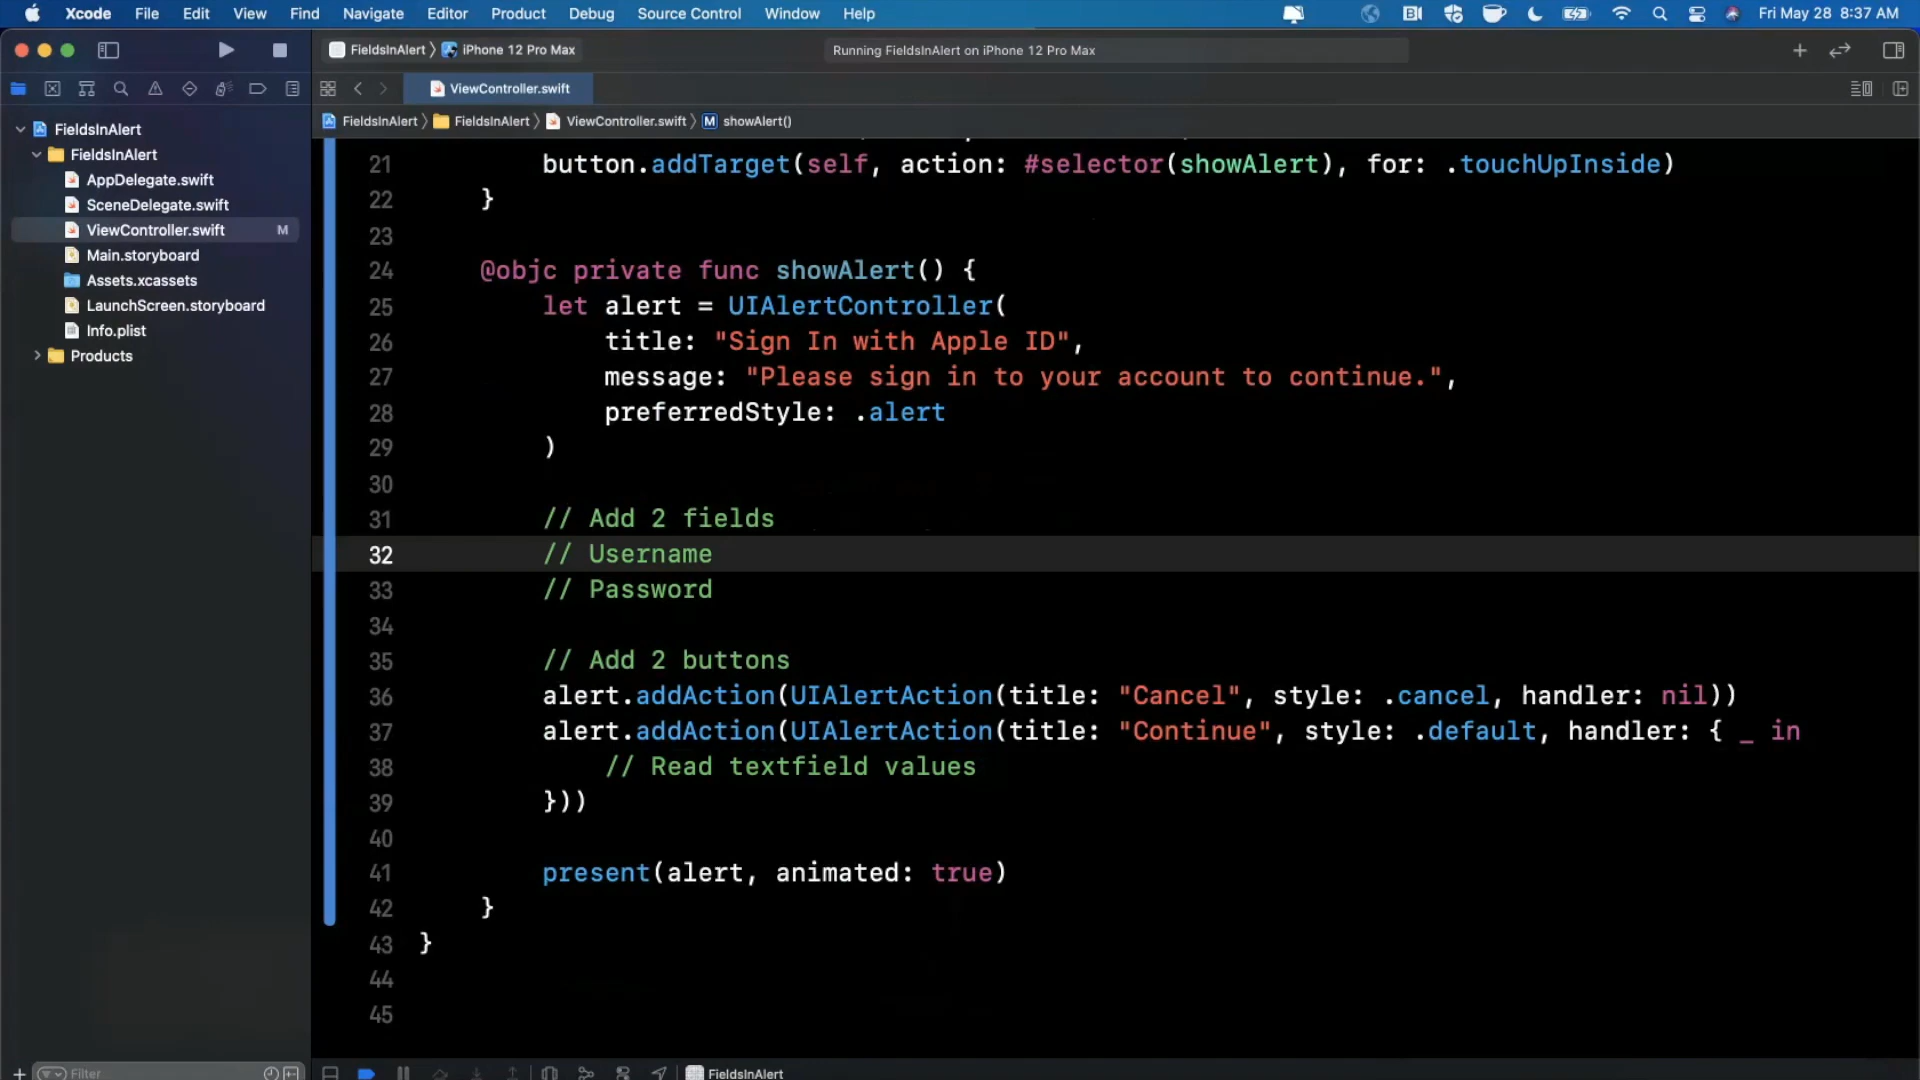 Xcode File Edit View Find Navigate Editor Product Debug Source Control Window Help Fri May 28 8:37 AM
FieldsInAlert iPhone 12 Pro Max Running FieldsInAlert on iPhone 12 Pro Max
ViewController.swift
FieldsInAlert FieldsInAlert ViewController.swift M showAlert()
FieldsInAlert
FieldsInAlert
AppDelegate.swift
SceneDelegate.swift
ViewController.swift M
Main.storyboard
Assets.xcassets
LaunchScreen.storyboard
Info.plist
Products
21 button.addTarget(self, action: #selector(showAlert), for: .touchUpInside)
22 }
23
24 @objc private func showAlert() {
25 let alert = UIAlertController(
26 title: "Sign In with Apple ID",
27 message: "Please sign in to your account to continue.",
28 preferredStyle: .alert
29 )
30
31 // Add 2 fields
32 // Username
33 // Password
34
35 // Add 2 buttons
36 alert.addAction(UIAlertAction(title: "Cancel", style: .cancel, handler: nil))
37 alert.addAction(UIAlertAction(title: "Continue", style: .default, handler: { _ in
38 // Read textfield values
39 }))
40
41 present(alert, animated: true)
42 }
43 }
44
45
Filter
FieldsInAlert